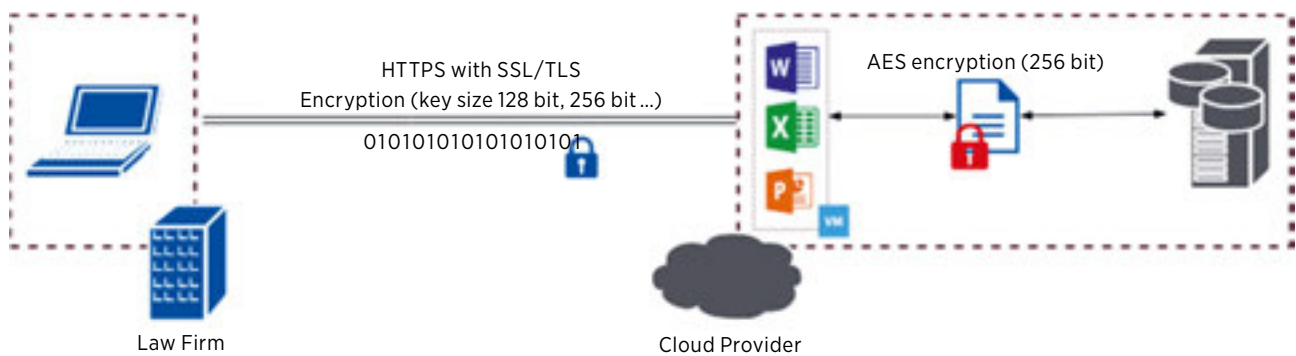 HTTPS with SSL/TLS
Encryption (key size 128 bit, 256 bit ...)
010101010101010101
W
X
P
VM
AES encryption (256 bit)
Law Firm
Cloud Provider